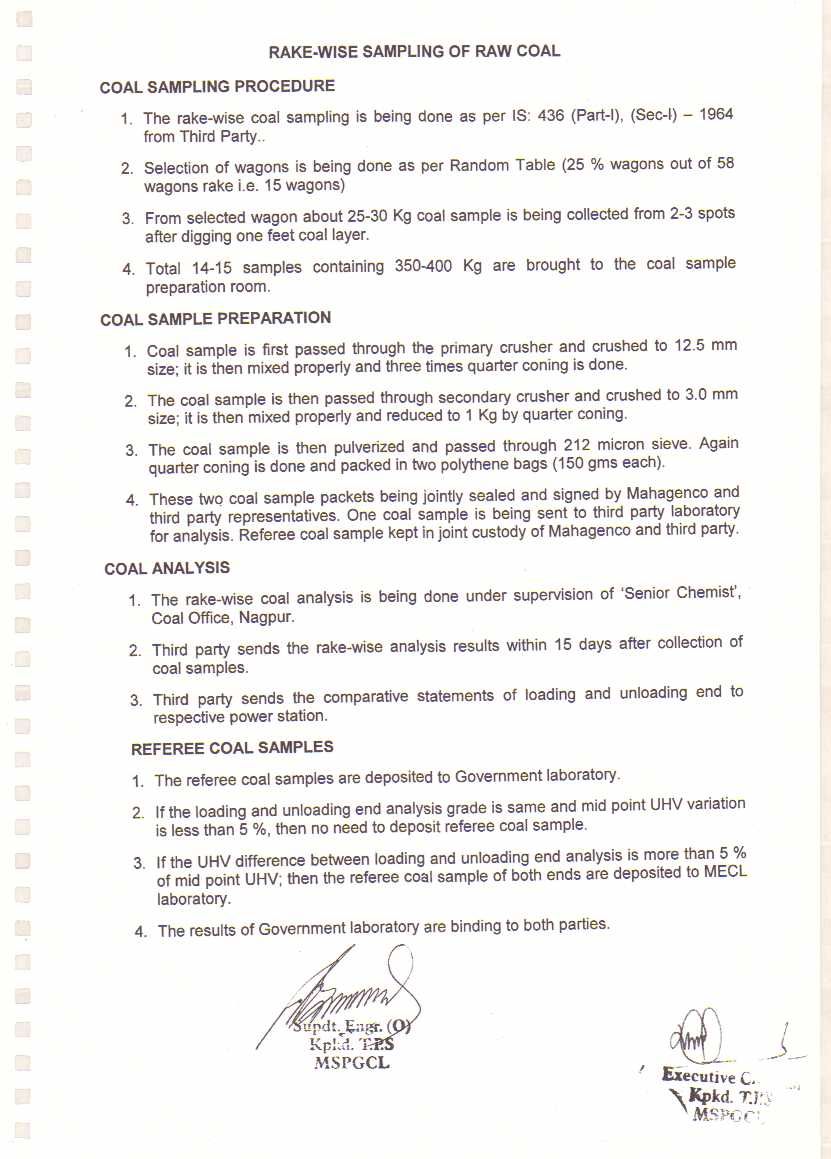 RAKE-WISE SAMPLING OF RAW COAL
COAL SAMPLING PROCEDURE
1. The rake-wise coal sampling is being done as per IS: 436 (Part-I), (Sec-I) – 1964
from Third Party..
2. Selection of wagons is being done as per Random Table (25 % wagons out of 58
wagons rake i.e. 15 wagons)
3. From selected wagon about 25-30 Kg coal sample is being collected from 2-3 spots
after digging one feet coal layer.
4. Total 14-15 samples containing 350-400 Kg are brought to the coal sample
preparation room.
COAL SAMPLE PREPARATION
1. Coal sample is first passed through the primary crusher and crushed to 12.5 mm
size; it is then mixed properly and three times quarter coning is done.
2. The coal sample is then passed through secondary crusher and crushed to 3.0 mm
size; it is then mixed properly and reduced to 1 Kg by quarter coning.
3. The coal sample is then pulverized and passed through 212 micron sieve. Again
quarter coning is done and packed in two polythene bags (150 gms each).
4. These two coal sample packets being jointly sealed and signed by Mahagenco and
third party representatives. One coal sample is being sent to third party laboratory
for analysis. Referee coal sample kept in joint custody of Mahagenco and third party.
COAL ANALYSIS
1. The rake-wise coal analysis is being done under supervision of ‘Senior Chemist’,
Coal Office, Nagpur.
2. Third party sends the rake-wise analysis results within 15 days after collection of
coal samples.
3. Third party sends the comparative statements of loading and unloading end to
respective power station.
REFEREE COAL SAMPLES
1. The referee coal samples are deposited to Government laboratory.
2. If the loading and unloading end analysis grade is same and mid point UHV variation
is less than 5 %, then no need to deposit referee coal sample.
3. If the UHV difference between loading and unloading end analysis is more than 5 %
of mid point UHV; then the referee coal sample of both ends are deposited to MECL
laboratory.
4. The results of Government laboratory are binding to both parties.
Supdt. Engr. (O)
Kpkd. T.P.S
MSPGCL
Executive C.
Kpkd. T.P.S
MSPGCL